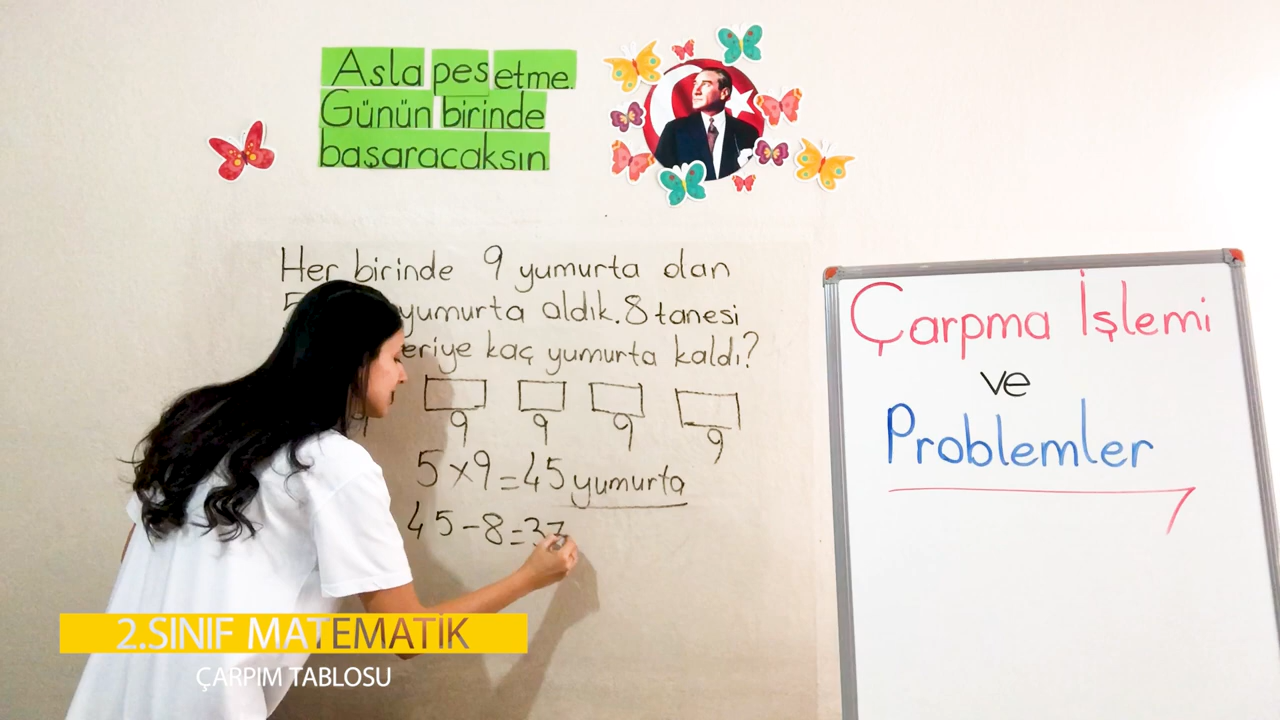 Asla pes etme.
Günün birinde
başaracaksın
Her birinde 9 yumurta olan
5 yumurta aldık. 8 tanesi
kaç yumurta kaldı?
9 9 9 9
5 x 9 = 45 yumurta
45 - 8 = 37
Çarpma İşlemi
ve
Problemler
2.SINIF MATEMATİK
ÇARPIM TABLOSU